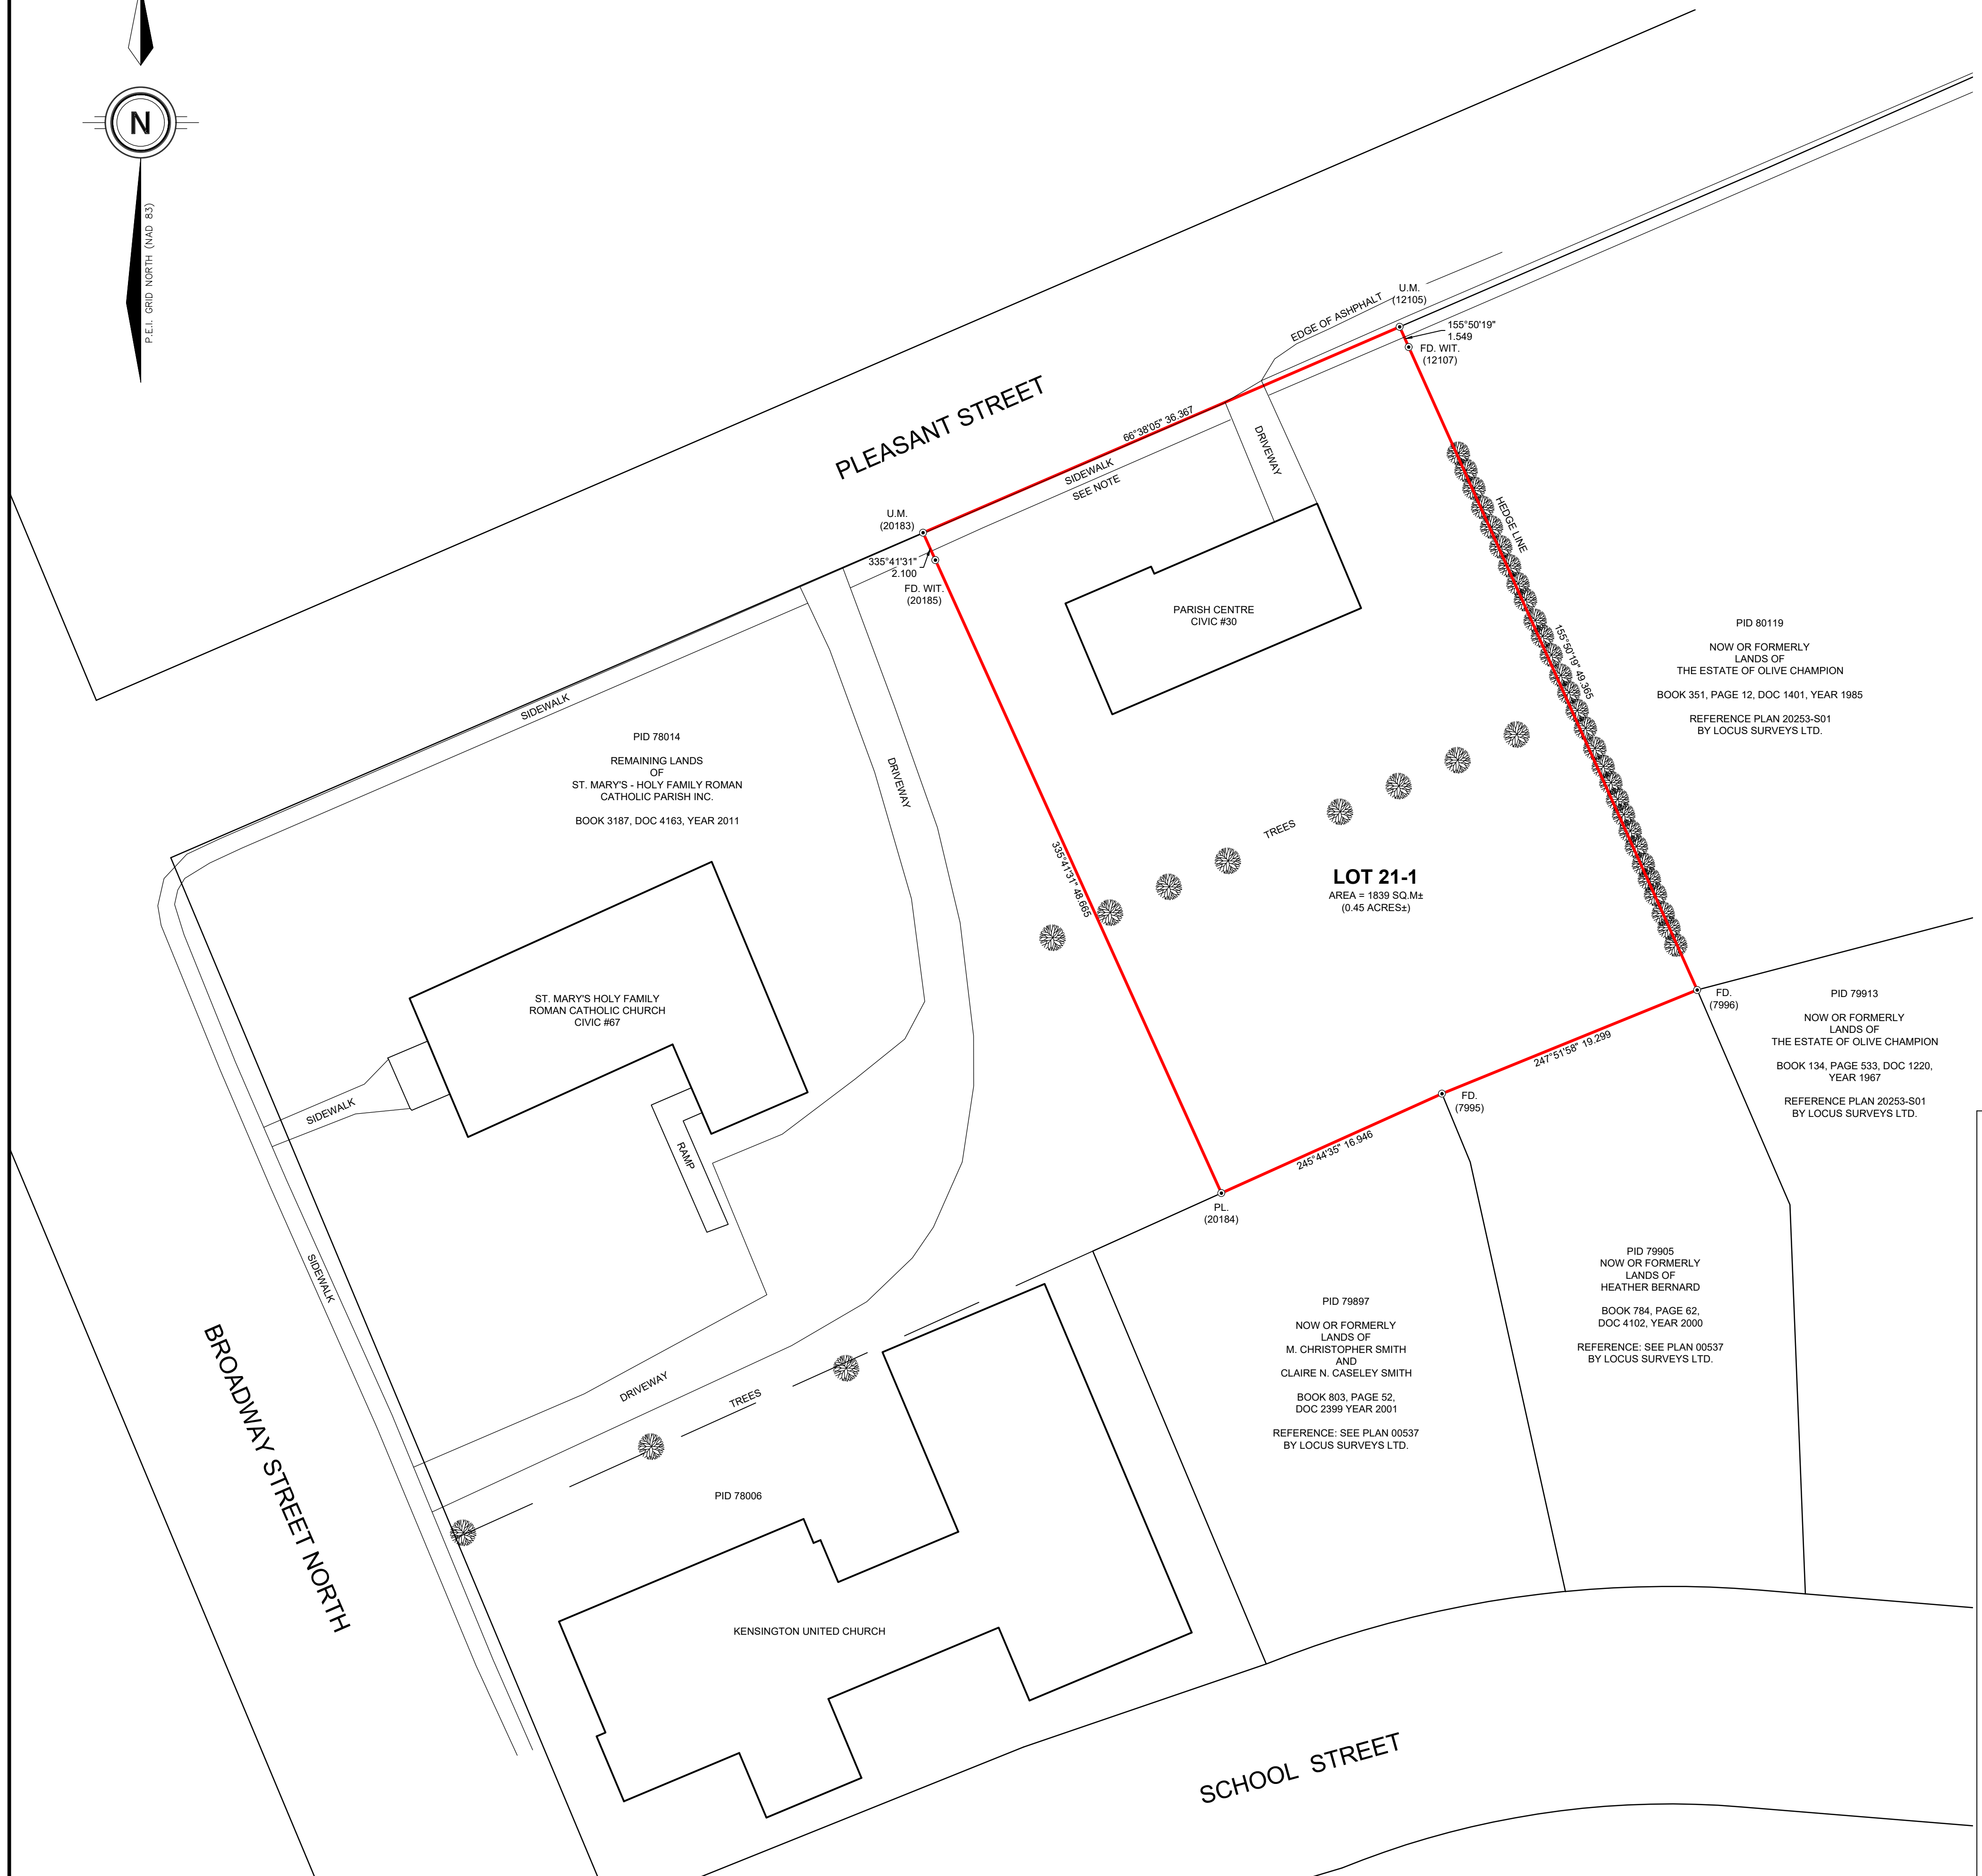 N
P.E.I. GRID NORTH (NAD 83)
PLEASANT STREET
EDGE OF ASHPHALT
U.M.
(12105)
155°50'19"
1.549
FD. WIT.
(12107)
66°38'05" 36.367
SIDEWALK
SEE NOTE
DRIVEWAY
HEDGE LINE
U.M.
(20183)
335°41'31"
2.100
FD. WIT.
(20185)
PARISH CENTRE
CIVIC #30
155°50'19" 49.365
PID 80119
NOW OR FORMERLY
LANDS OF
THE ESTATE OF OLIVE CHAMPION
BOOK 351, PAGE 12, DOC 1401, YEAR 1985
REFERENCE PLAN 20253-S01
BY LOCUS SURVEYS LTD.
SIDEWALK
PID 78014
REMAINING LANDS
OF
ST. MARY'S - HOLY FAMILY ROMAN
CATHOLIC PARISH INC.
BOOK 3187, DOC 4163, YEAR 2011
DRIVEWAY
335°41'31" 48.665
TREES
LOT 21-1
AREA = 1839 SQ.M±
(0.45 ACRES±)
ST. MARY'S HOLY FAMILY
ROMAN CATHOLIC CHURCH
CIVIC #67
SIDEWALK
RAMP
FD.
(7996)
247°51'58" 19.299
PID 79913
NOW OR FORMERLY
LANDS OF
THE ESTATE OF OLIVE CHAMPION
BOOK 134, PAGE 533, DOC 1220,
YEAR 1967
REFERENCE PLAN 20253-S01
BY LOCUS SURVEYS LTD.
FD.
(7995)
245°44'35" 16.946
PL.
(20184)
SIDEWALK
BROADWAY STREET NORTH
DRIVEWAY
TREES
PID 79897
NOW OR FORMERLY
LANDS OF
M. CHRISTOPHER SMITH
AND
CLAIRE N. CASELEY SMITH
BOOK 803, PAGE 52,
DOC 2399 YEAR 2001
REFERENCE: SEE PLAN 00537
BY LOCUS SURVEYS LTD.
PID 79905
NOW OR FORMERLY
LANDS OF
HEATHER BERNARD
BOOK 784, PAGE 62,
DOC 4102, YEAR 2000
REFERENCE: SEE PLAN 00537
BY LOCUS SURVEYS LTD.
PID 78006
KENSINGTON UNITED CHURCH
SCHOOL STREET